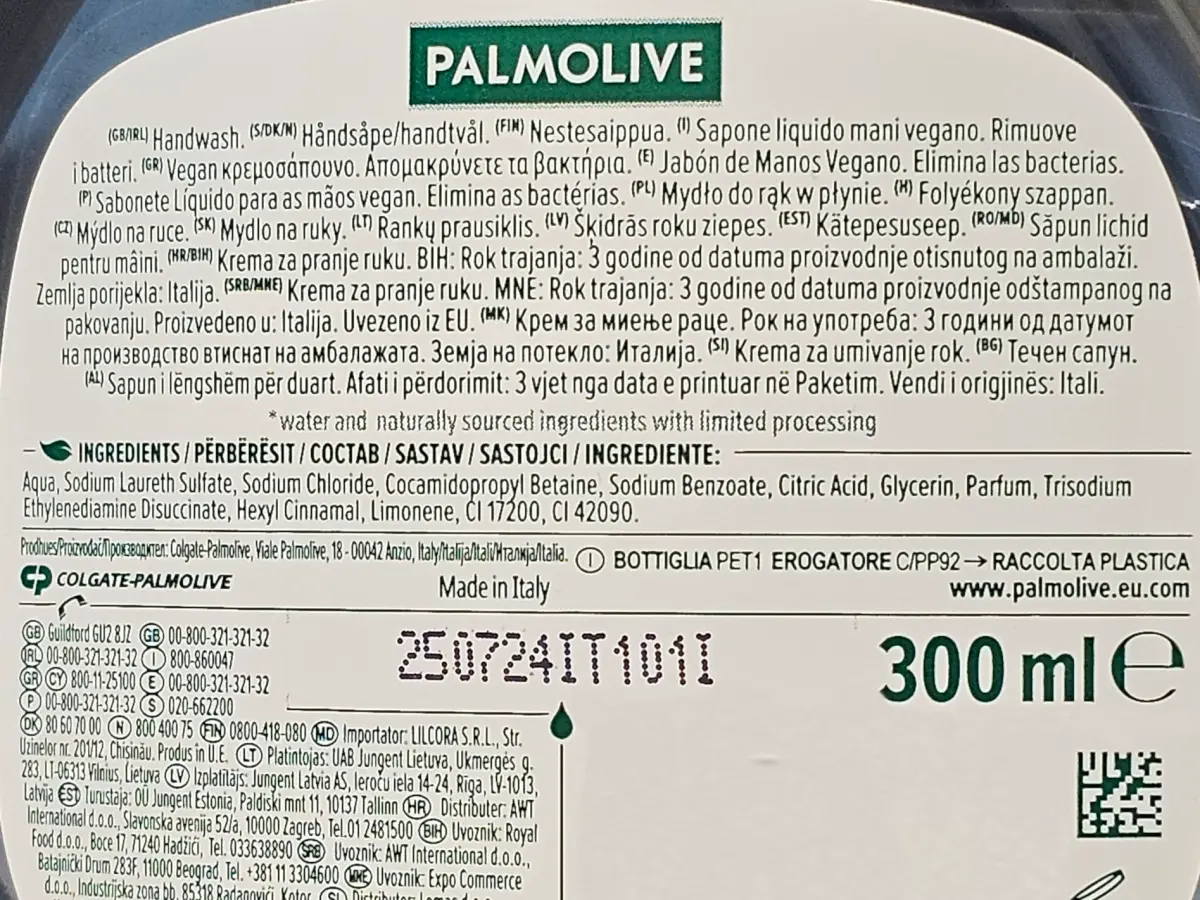 PALMOLIVE
(GB/IRL) Handwash. (S/DK/N) Håndsåpe/handtvål. (FIN) Nestesaippua. (I) Sapone liquido mani vegano. Rimuove
i batteri. (GR) Vegan κρεμοσάπουνο. Απομακρύνετε τα βακτήρια. (E) Jabón de Manos Vegano. Elimina las bacterias.
(P) Sabonete Líquido para as mãos vegan. Elimina as bactérias. (PL) Mydło do rąk w płynie. (H) Folyékony szappan.
(CZ) Mýdlo na ruce. (SK) Mydlo na ruky. (LT) Rankų prausiklis. (LV) Šķidrās roku ziepes. (EST) Kätepesuseep. (RO/MD) Săpun lichid
pentru mâini. (HR/BIH) Krema za pranje ruku. BIH: Rok trajanja: 3 godine od datuma proizvodnje otisnutog na ambalaži.
Zemlja porijekla: Italija. (SRB/MNE) Krema za pranje ruku. MNE: Rok trajanja: 3 godine od datuma proizvodnje odštampanog na
pakovanju. Proizvedeno u: Italija. Uvezeno iz EU. (MK) Крем за миење раце. Рок на употреба: 3 години од датумот
на производство втиснат на амбалажата. Земја на потекло: Италија. (SI) Krema za umivanje rok. (BG) Течен сапун.
(AL) Sapun i lëngshëm për duart. Afati i përdorimit: 3 vjet nga data e printuar në Paketim. Vendi i origjinës: Itali.
*water and naturally sourced ingredients with limited processing
INGREDIENTS / PËRBËRËSIT / СОСТАВ / SASTAV / SASTOJCI / INGREDIENTE:
Aqua, Sodium Laureth Sulfate, Sodium Chloride, Cocamidopropyl Betaine, Sodium Benzoate, Citric Acid, Glycerin, Parfum, Trisodium
Ethylenediamine Disuccinate, Hexyl Cinnamal, Limonene, CI 17200, CI 42090.
Prodhues/Proizvođač/Производител: Colgate-Palmolive, Viale Palmolive, 18 - 00042 Anzio, Italy/Italija/Itali/Италија/Italia.
(I) BOTTIGLIA PET1 EROGATORE C/PP92→RACCOLTA PLASTICA
CP COLGATE-PALMOLIVE
Made in Italy
www.palmolive.eu.com
(GB) Guildford GU2 8JZ (GB) 00-800-321-321-32
(IRL) 00-800-321-321-32 (I) 800-860047
(GR) (CY) 800-11-25100 (E) 00-800-321-321-32
(P) 00-800-321-321-32 (S) 020-662200
(DK) 80 60 70 00 (N) 800 400 75 (FIN) 0800-418-080 (MD) Importator: LILCORA S.R.L., Str.
Uzinelor nr. 201/12, Chisinău. Produs in U.E. (LT) Platintojas: UAB Jungent Lietuva, Ukmergės g.
283, LT-06313 Vilnius, Lietuva (LV) Izplatītājs: Jungent Latvia AS, Ieroču iela 14-24, Rīga, LV-1013,
Latvija (EST) Turustaja: OÜ Jungent Estonia, Paldiski mnt 11, 10137 Tallinn (HR) Distributer: AWT
International d.o.o., Slavonska avenija 52/a, 10000 Zagreb, Tel.01 2481500 (BIH) Uvoznik: Royal
Food d.o.o., Boce 17, 71240 Hadžići, Tel. 033638890 (SRB) Uvoznik: AWT International d.o.o.,
Batajnički Drum 283F, 11000 Beograd, Tel. +381 11 3304600 (MNE) Uvoznik: Expo Commerce
d.o.o., Industrijska zona bb, 85318 Radanovići, Kotor (SI)
250724IT101I
300 ml e